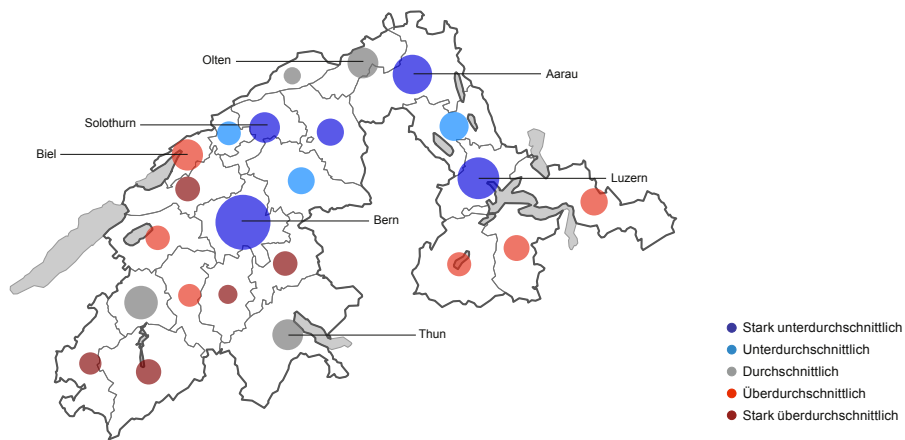 Olten
Aarau
Solothurn
Biel
Luzern
Bern
Thun
Stark unterdurchschnittlich
Unterdurchschnittlich
Durchschnittlich
Überdurchschnittlich
Stark überdurchschnittlich